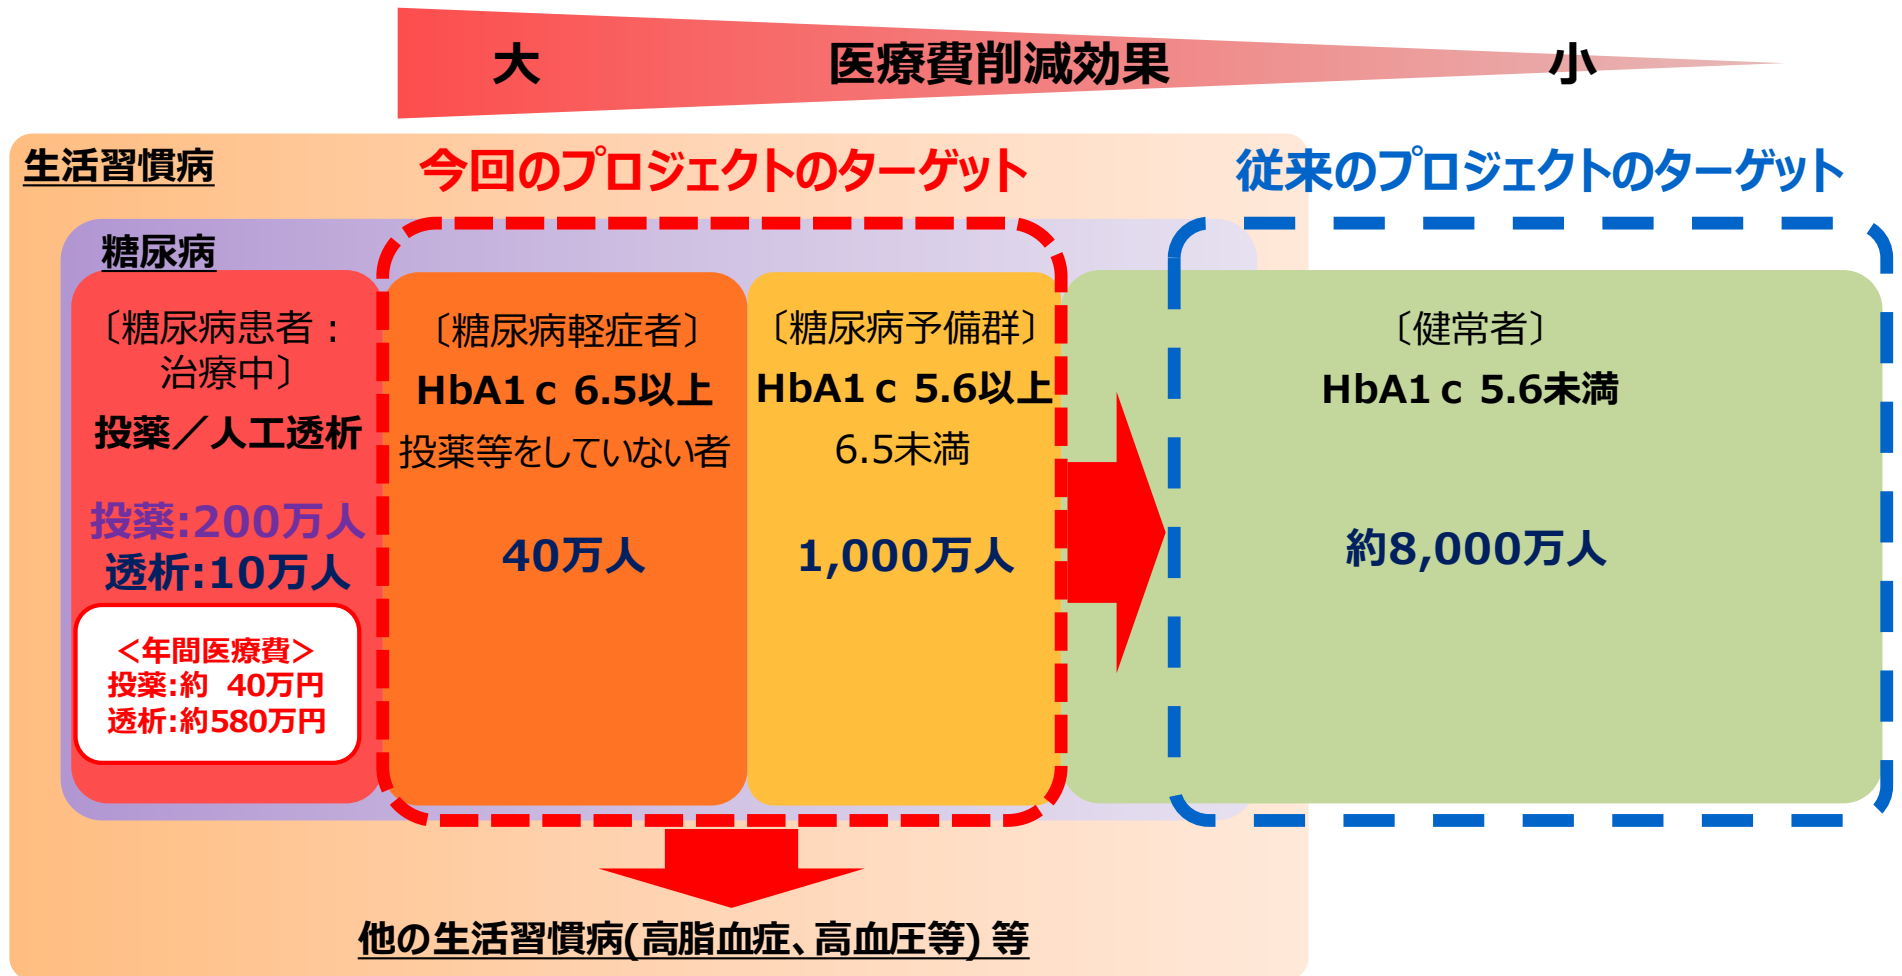 大 医療費削減効果 小
生活習慣病
今回のプロジェクトのターゲット
従来のプロジェクトのターゲット
糖尿病
〔糖尿病患者：
治療中〕
投薬／人工透析
投薬:200万人
透析:10万人
＜年間医療費＞
投薬:約 40万円
透析:約580万円
〔糖尿病軽症者〕
HbA1ｃ 6.5以上
投薬等をしていない者
40万人
〔糖尿病予備群〕
HbA1ｃ 5.6以上
6.5未満
1,000万人
〔健常者〕
HbA1ｃ 5.6未満
約8,000万人
他の生活習慣病(高脂血症、高血圧等) 等